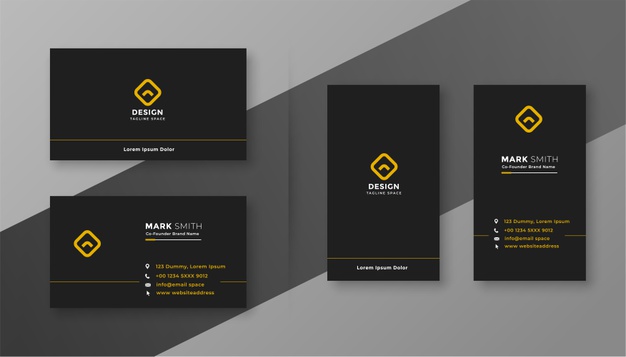 DESIGN
TAGLINE SPACE
Lorem Ipsum Dolor
MARK SMITH
Co-Founder Brand Name
123 Dummy, Lorem Ipsum
+00 1234 5XXX 9012
info@email space
www websiteaddress
DESIGN
TAGLINE SPACE
Lorem Ipsum Dolor
MARK SMITH
Co-Founder Brand Name
123 Dummy, Lorem Ipsum
+00 1234 5XXX 9012
info@email space
www websiteaddress